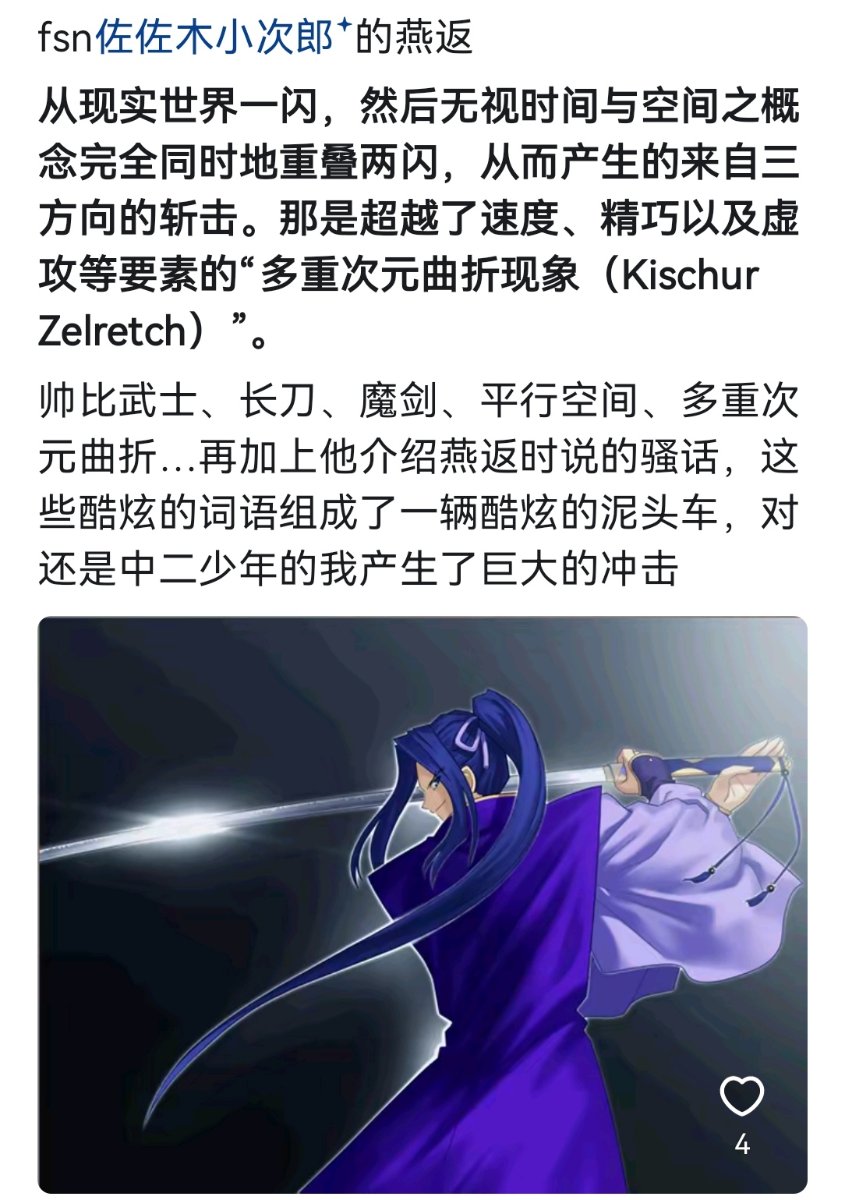 fsn佐佐木小次郎的燕返
从现实世界一闪，然后无视时间与空间之概
念完全同时地重叠两闪，从而产生的来自三
方向的斩击。那是超越了速度、精巧以及虚
攻等要素的“多重次元曲折现象（Kischur
Zelretch）”。
帅比武士、长刀、魔剑、平行空间、多重次
元曲折...再加上他介绍燕返时说的骚话，这
些酷炫的词语组成了一辆酷炫的泥头车，对
还是中二少年的我产生了巨大的冲击
4